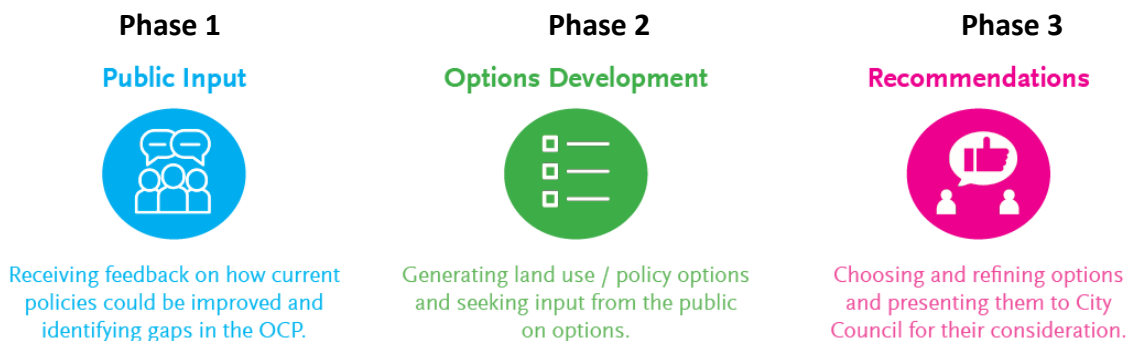 Phase 1
Public Input
Receiving feedback on how current
policies could be improved and
identifying gaps in the OCP.
Phase 2
Options Development
Generating land use / policy options
and seeking input from the public
on options.
Phase 3
Recommendations
Choosing and refining options
and presenting them to City
Council for their consideration.